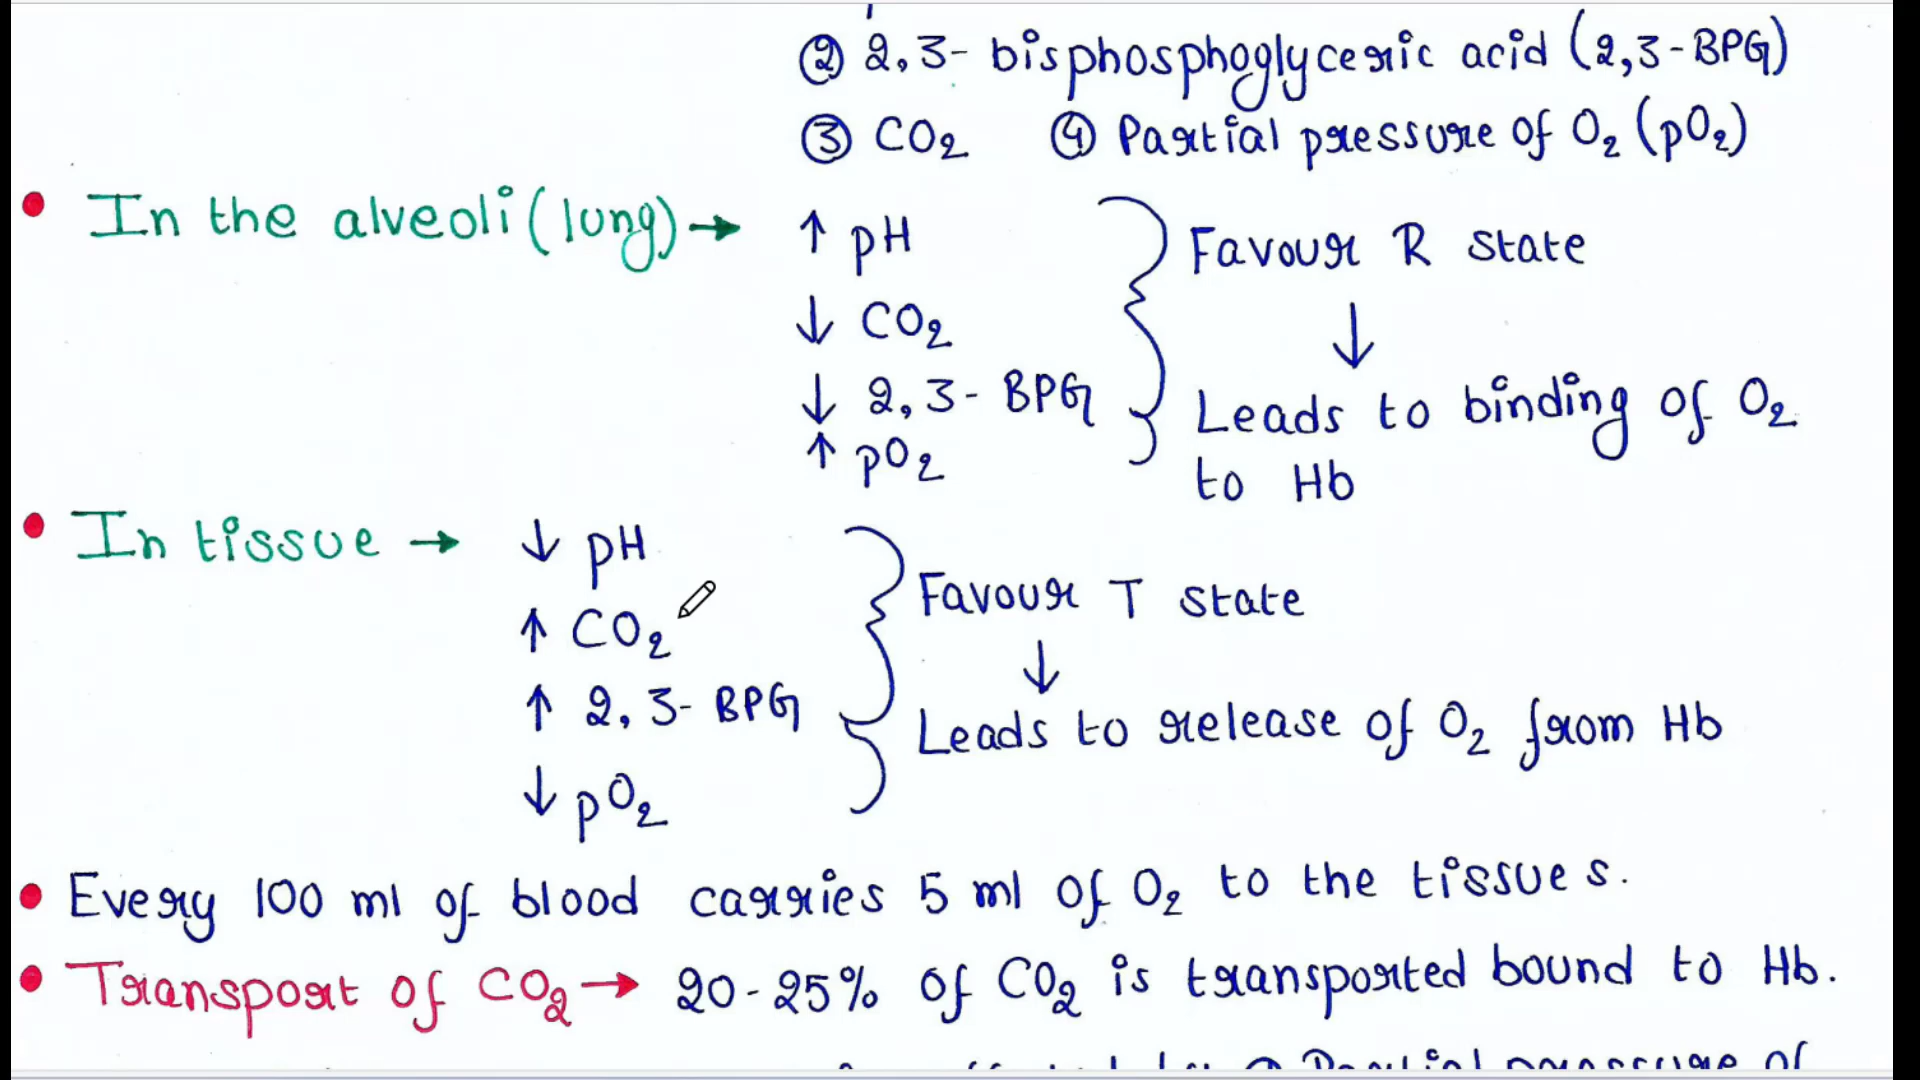 ② 2,3- bisphosphoglyceric acid (2,3-BPG)
③ CO₂ ④ Partial pressure of O₂ (pO₂)
• In the alveoli (lung) → ↑ pH
↓ CO₂
↓ 2,3- BPG
↑ pO₂
Favour R state
↓
Leads to binding of O₂
to Hb
• In tissue → ↓ pH
↑ CO₂
↑ 2,3- BPG
↓ pO₂
Favour T state
↓
Leads to release of O₂ from Hb
• Every 100 ml of blood carries 5 ml of O₂ to the tissues.
• Transport of CO₂ → 20-25% of CO₂ is transported bound to Hb.
Partial pressure of